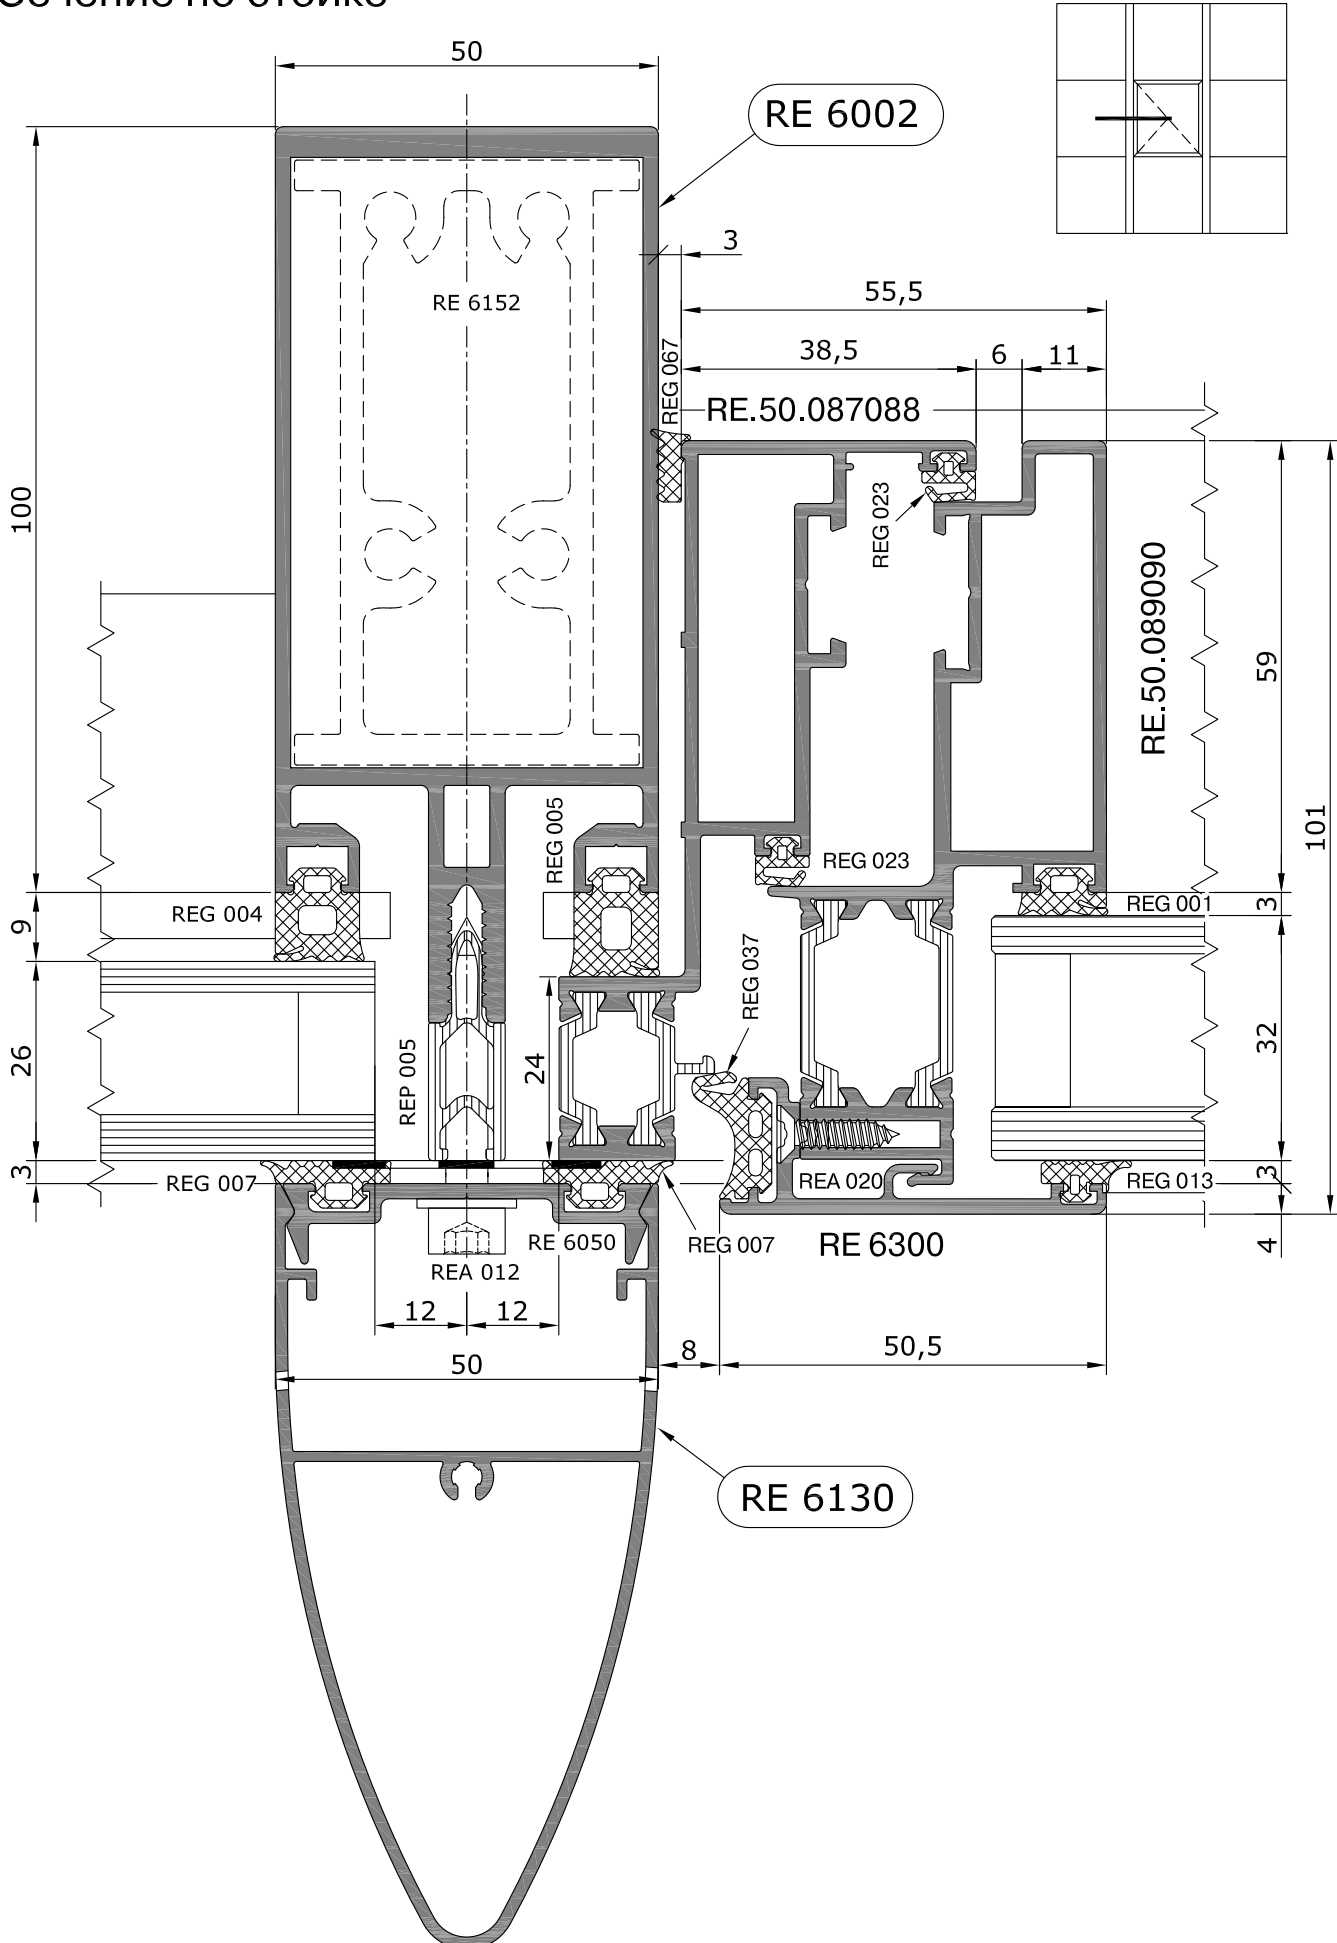 Сечение по стойке
50
RE 6002
3
RE 6152
55,5
REG 067
38,5
6
11
RE.50.087088
100
REG 023
RE.50.089090
59
101
REG 005
REG 023
REG 004
REG 001
9
3
REG 037
26
REP 005
24
32
3
REG 007
REA 020
REG 013
3
RE 6050
REG 007
RE 6300
4
REA 012
12
12
8
50,5
50
RE 6130